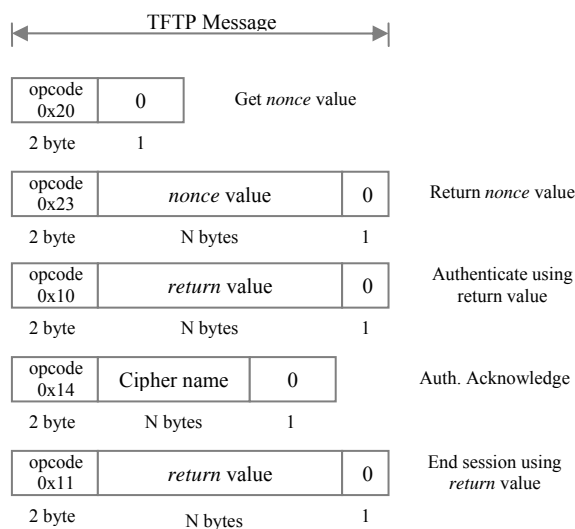 TFTP Message
opcode
0x20
0
Get nonce value
2 byte
1
opcode
0x23
nonce value
0
Return nonce value
2 byte
N bytes
1
opcode
0x10
return value
0
Authenticate using
return value
2 byte
N bytes
1
opcode
0x14
Cipher name
0
Auth. Acknowledge
2 byte
N bytes
1
opcode
0x11
return value
0
End session using
return value
2 byte
N bytes
1